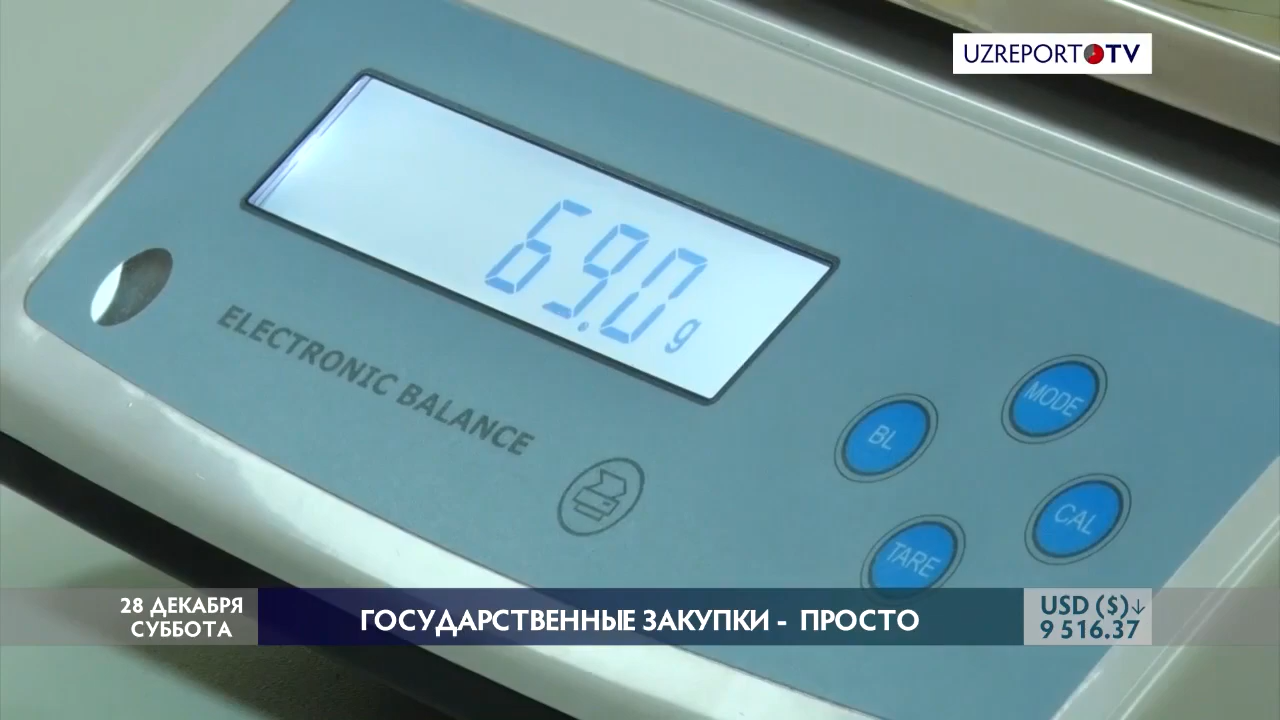 UZREPORT TV
69.0 g
ELECTRONIC BALANCE
MODE
BL
CAL
TARE
28 ДЕКАБРЯ
СУББОТА
ГОСУДАРСТВЕННЫЕ ЗАКУПКИ - ПРОСТО
USD ($)↓
9 516.37